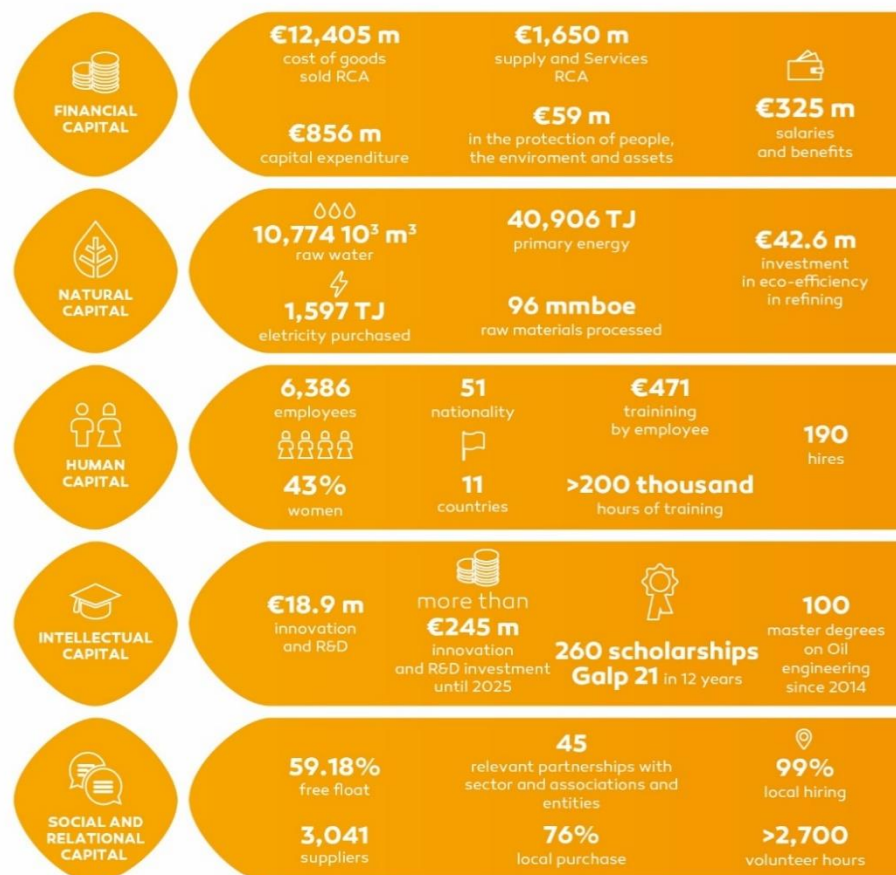 FINANCIAL
CAPITAL
€12,405 m
cost of goods
sold RCA
€1,650 m
supply and Services
RCA
€856 m
capital expenditure
€59 m
in the protection of people,
the enviroment and assets
€325 m
salaries
and benefits
NATURAL
CAPITAL
10,774 10³ m³
raw water
40,906 TJ
primary energy
1,597 TJ
eletricity purchased
96 mmboe
raw materials processed
€42.6 m
investment
in eco-efficiency
in refining
HUMAN
CAPITAL
6,386
employees
51
nationality
€471
trainining
by employee
43%
women
11
countries
>200 thousand
hours of training
190
hires
INTELLECTUAL
CAPITAL
€18.9 m
innovation
and R&D
more than
€245 m
innovation
and R&D investment
until 2025
260 scholarships
Galp 21 in 12 years
100
master degrees
on Oil
engineering
since 2014
SOCIAL AND
RELATIONAL
CAPITAL
59.18%
free float
45
relevant partnerships with
sector and associations and
entities
99%
local hiring
3,041
suppliers
76%
local purchase
>2,700
volunteer hours